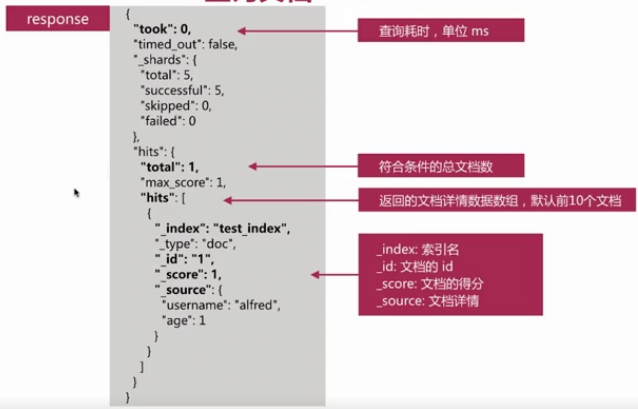 response
{
"took": 0,
"timed_out": false,
"_shards": {
"total": 5,
"successful": 5,
"skipped": 0,
"failed": 0
},
"hits": {
"total": 1,
"max_score": 1,
"hits": [
{
"_index": "test_index",
"_type": "doc",
"_id": "1",
"_score": 1,
"_source": {
"username": "alfred",
"age": 1
}
}
]
}
}
查询耗时，单位 ms
符合条件的总文档数
返回的文档详情数据数组，默认前10个文档
_index: 索引名
_id: 文档的 id
_score: 文档的得分
_source: 文档详情